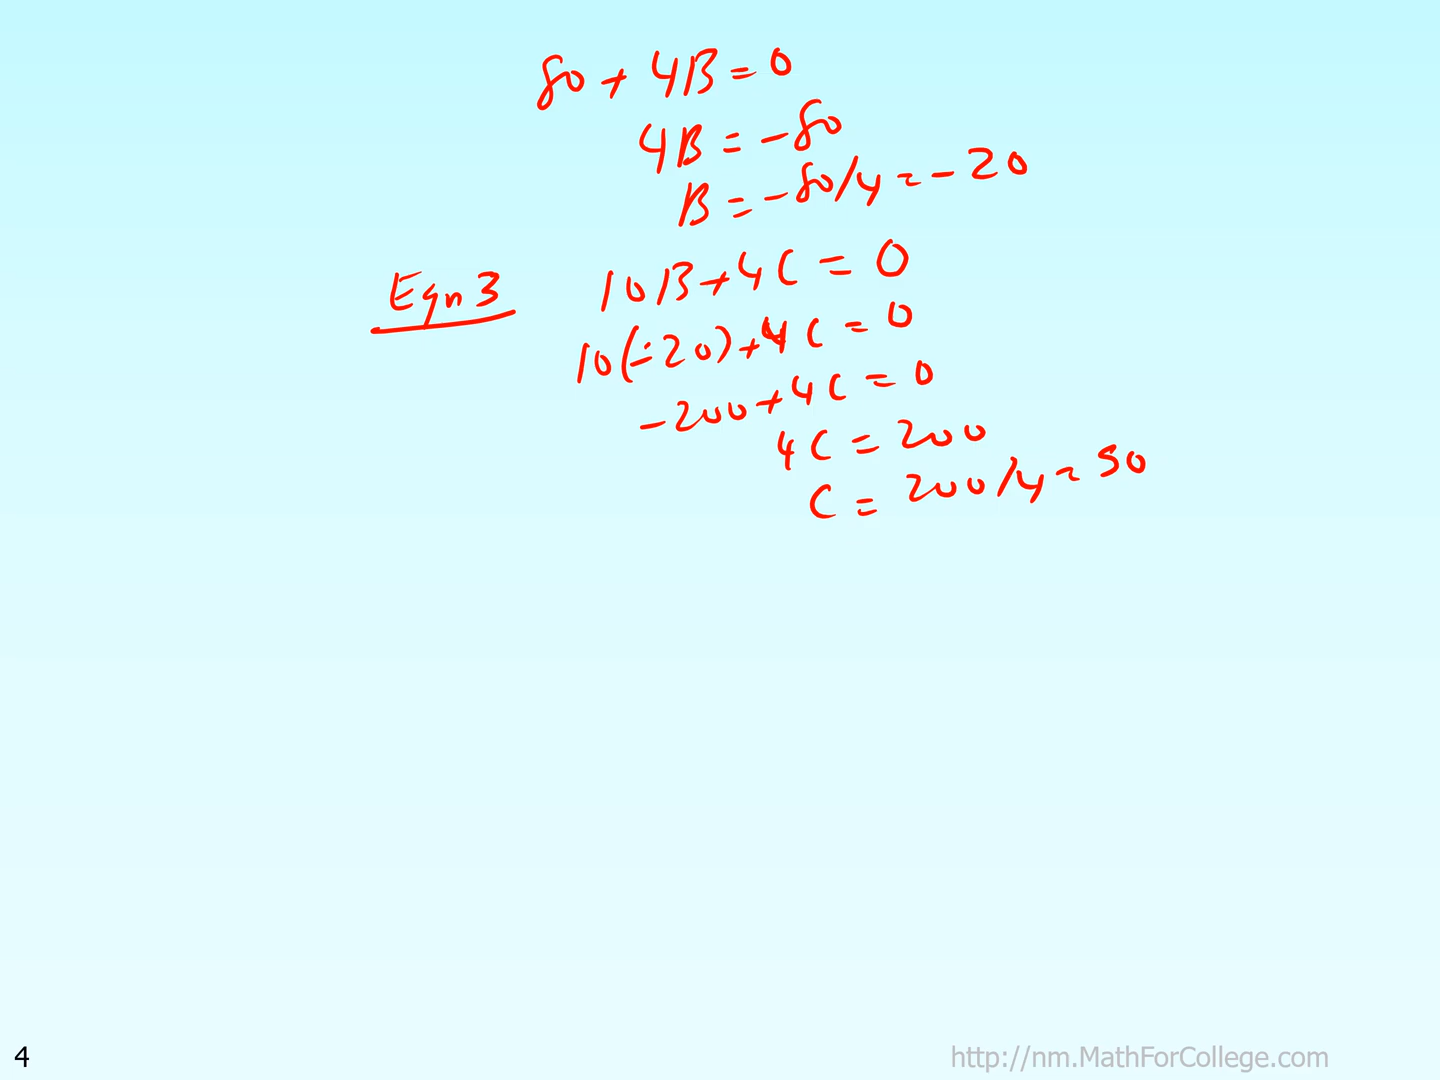 80 + 4B = 0
4B = -80
B = -80/4 = -20
Eqn 3 10B + 4C = 0
10(-20) + 4C = 0
-200 + 4C = 0
4C = 200
C = 200/4 = 50
4 http://nm.MathForCollege.com